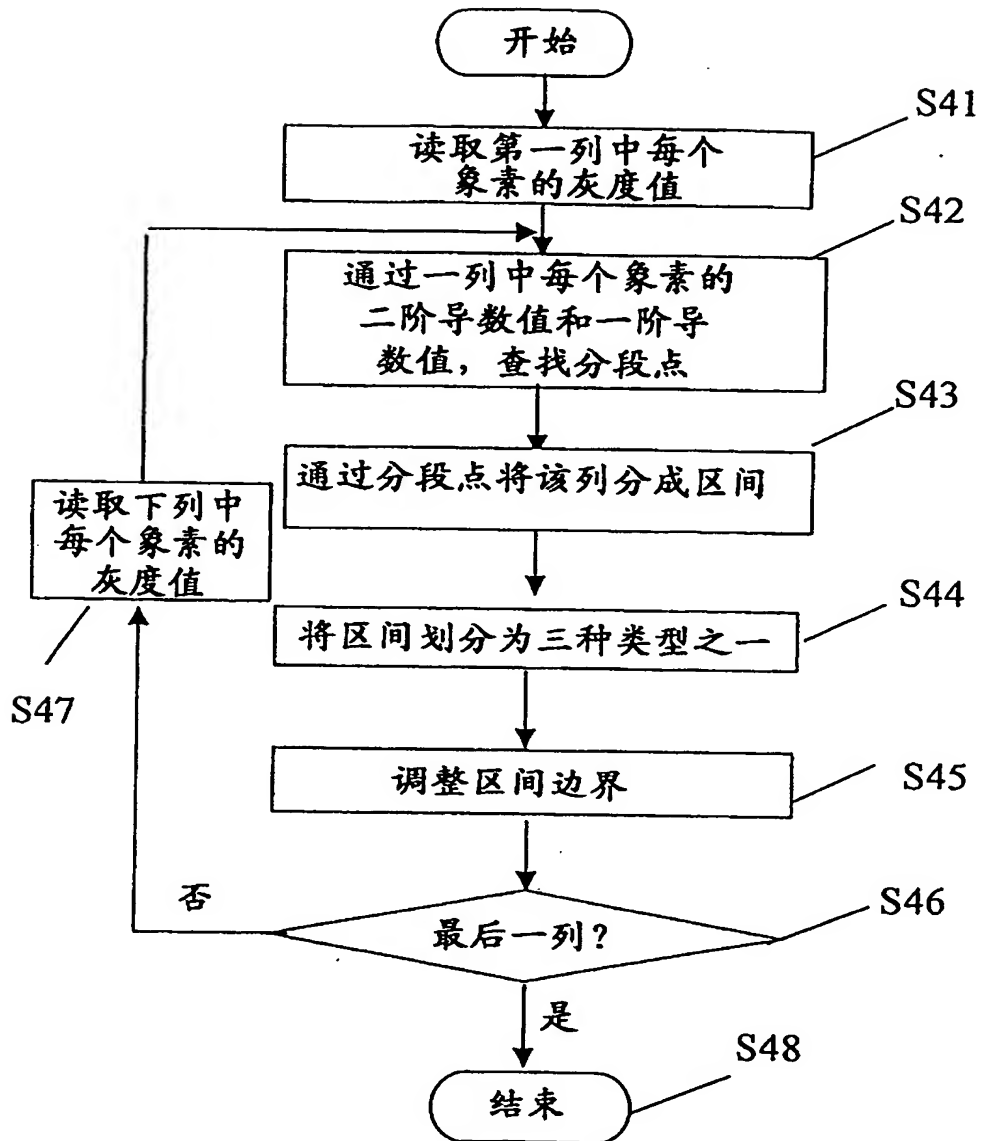 开始
S41
读取第一列中每个
象素的灰度值
S42
通过一列中每个象素的
二阶导数值和一阶导
数值，查找分段点
S43
通过分段点将该列分成区间
读取下列中
每个象素的
灰度值
S47
S44
将区间划分为三种类型之一
调整区间边界
S45
否
最后一列？
S46
是
S48
结束